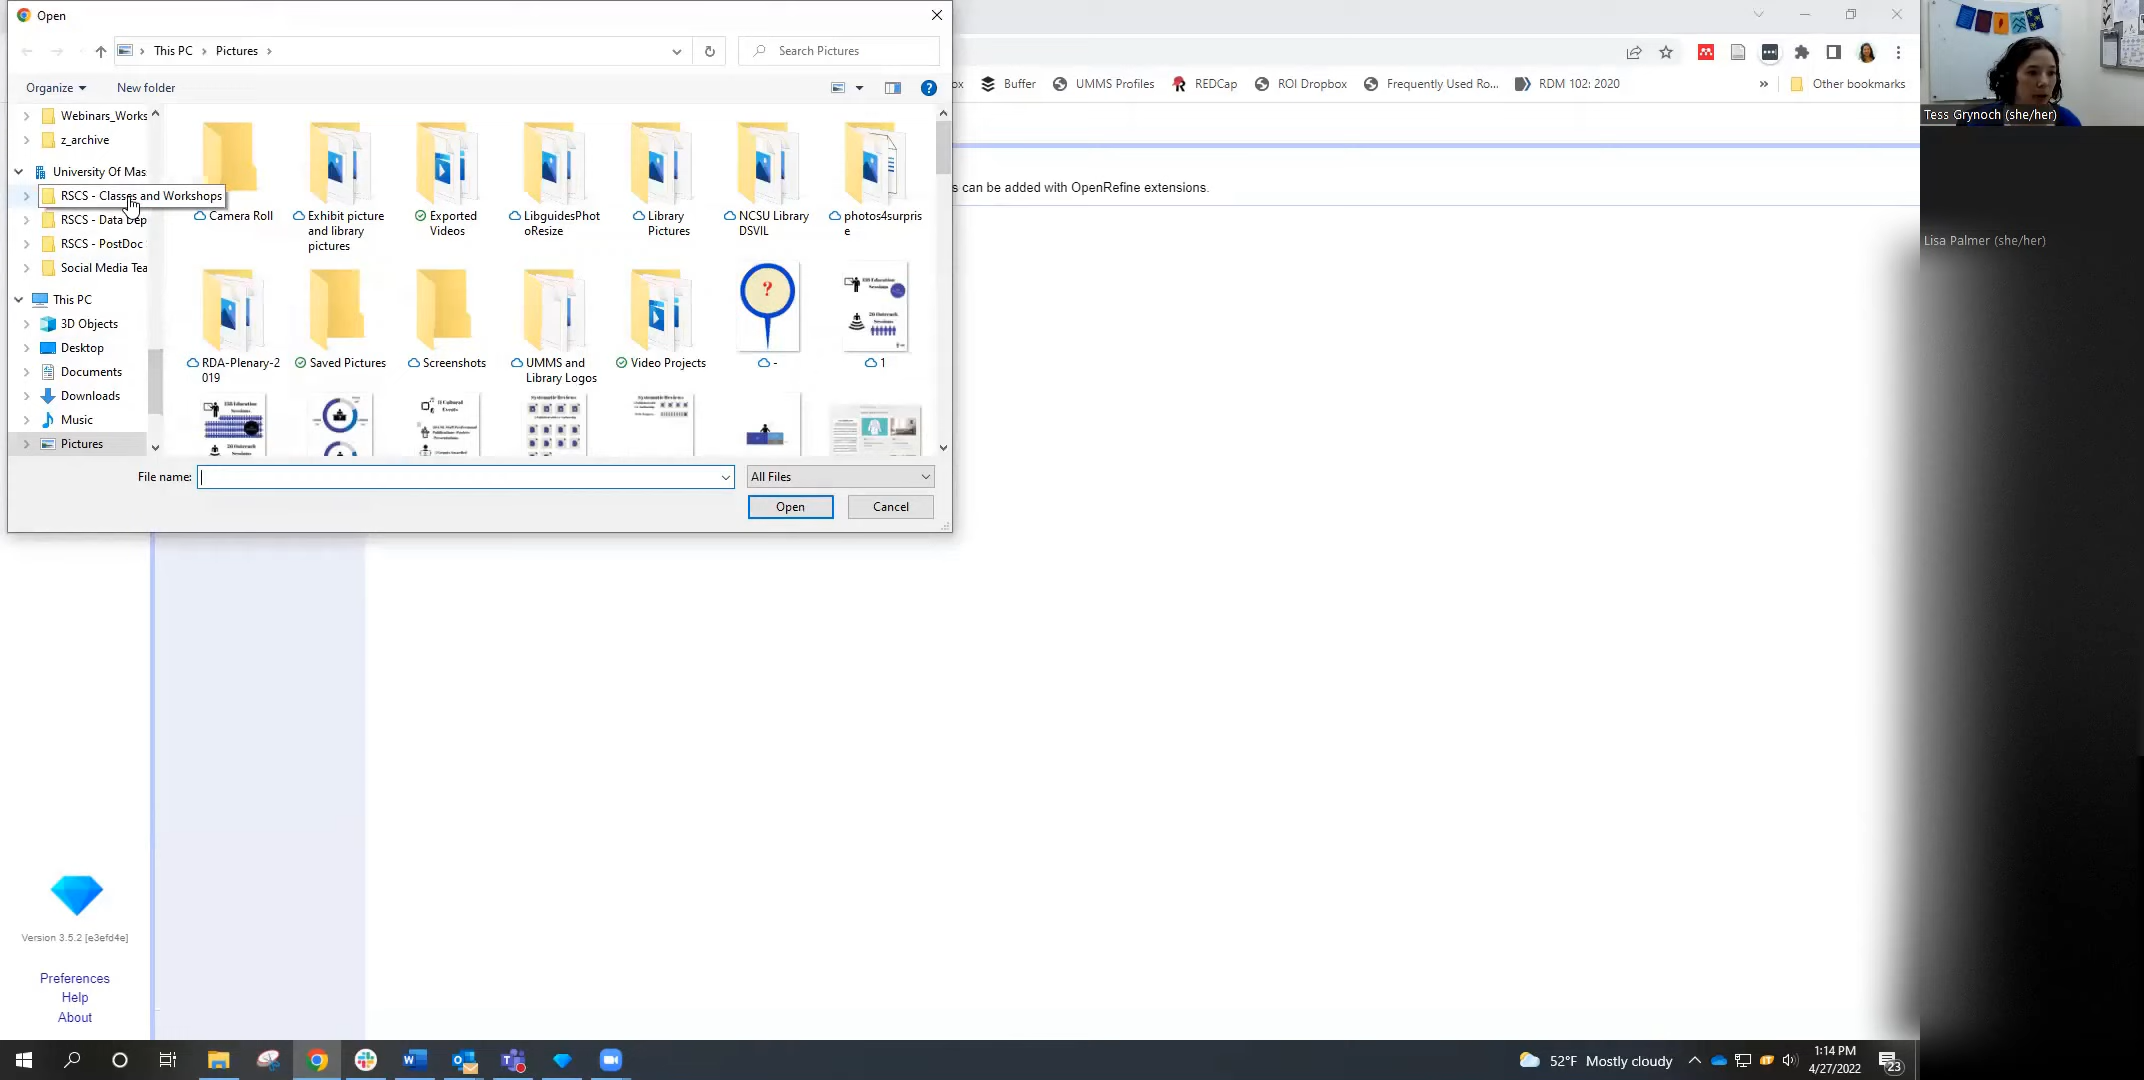 Open
This PC
Pictures
Search Pictures
Organize
New folder
Webinars_Works
z_archive
University Of Mas
RSCS - Classes and Workshops
RSCS - Data Dep
RSCS - PostDoc
Social Media Tea
This PC
3D Objects
Desktop
Documents
Downloads
Music
Pictures
Camera Roll
Exhibit picture
and library
pictures
Exported
Videos
LibguidesPhot
oResize
Library
Pictures
NCSU Library
DSVIL
photos4surpris
e
RDA-Plenary-2
019
Saved Pictures
Screenshots
UMMS and
Library Logos
Video Projects
?
-
1
File name:
All Files
Open
Cancel
ox
Buffer
UMMS Profiles
REDCap
ROI Dropbox
Frequently Used Ro...
RDM 102: 2020
»
Other bookmarks
s can be added with OpenRefine extensions.
Tess Grynoch (she/her)
Lisa Palmer (she/her)
Version 3.5.2 [e3efd4e]
Preferences
Help
About
52°F Mostly cloudy
1:14 PM
4/27/2022
23